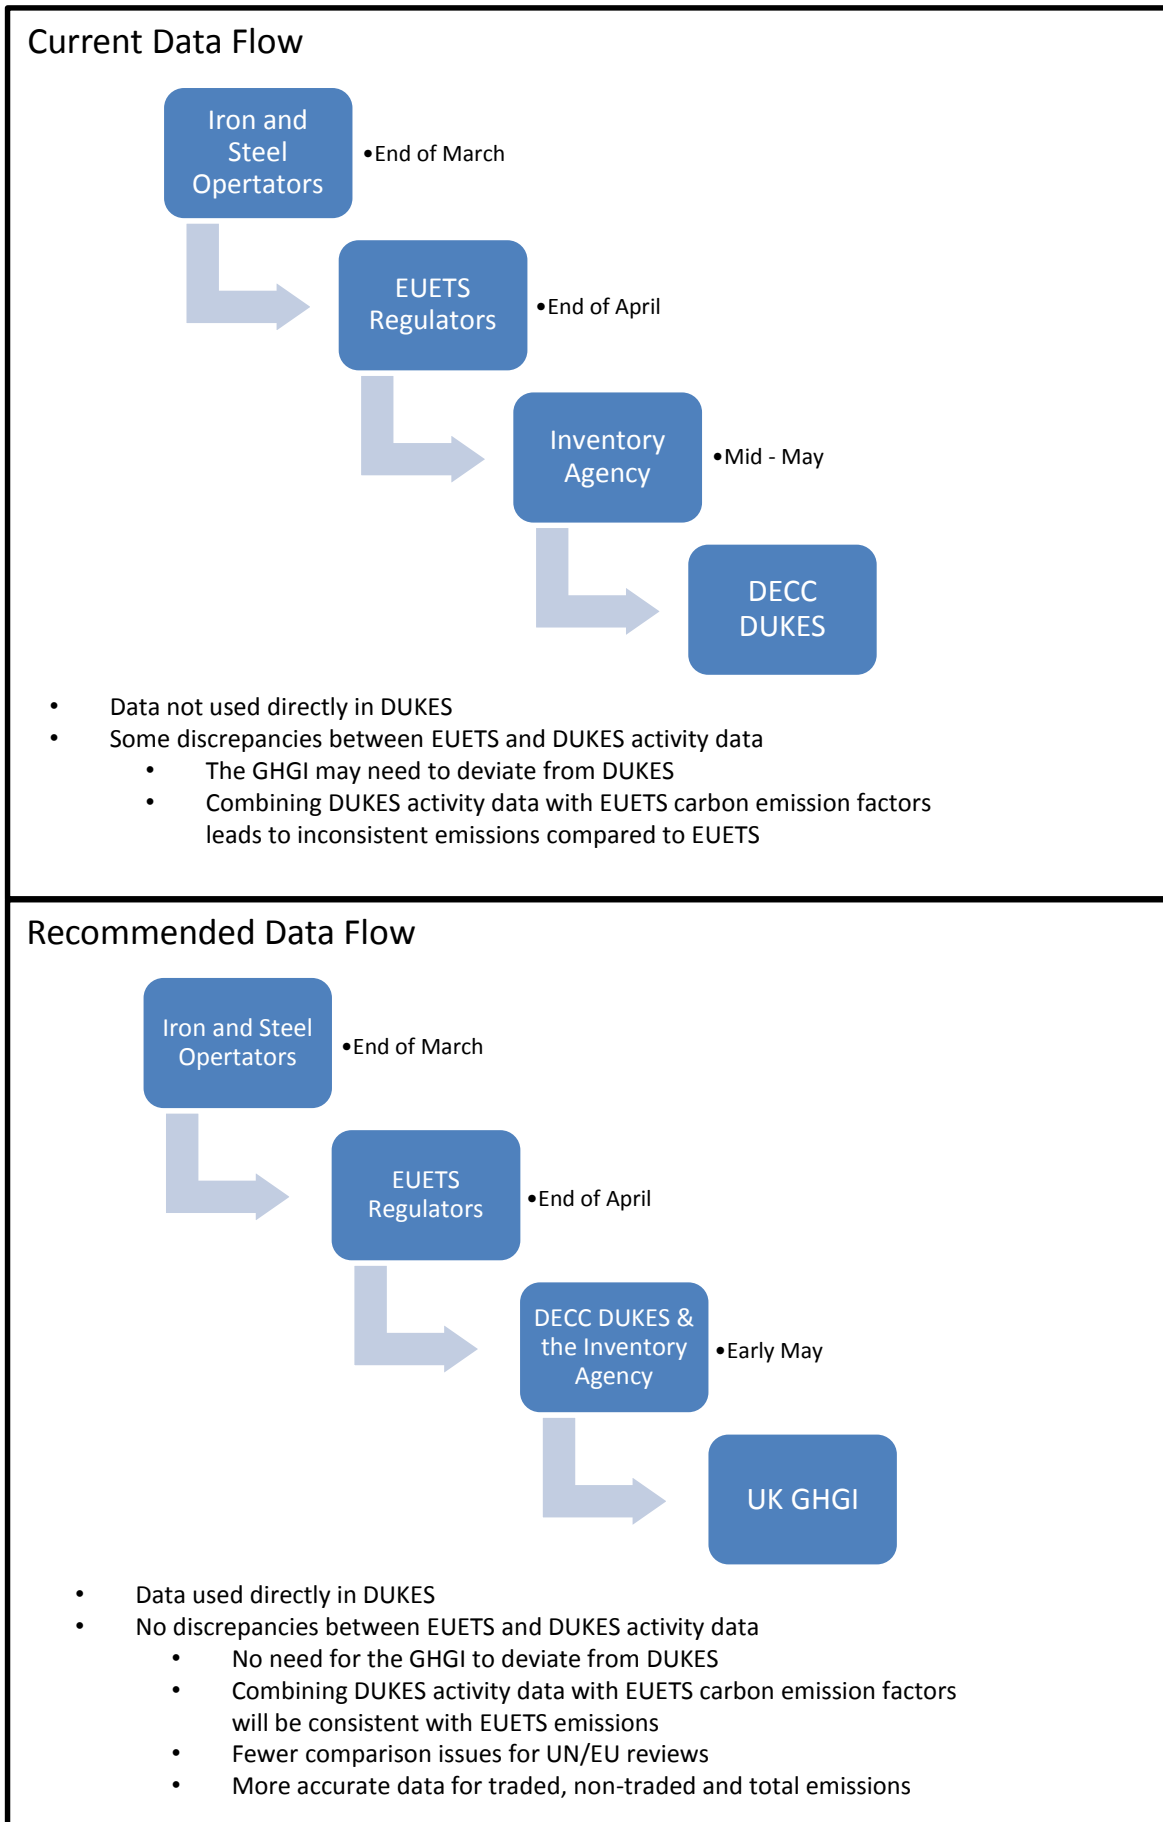 Current Data Flow
Iron and
Steel
Opertators
•End of March
EUETS
Regulators
•End of April
Inventory
Agency
•Mid - May
DECC
DUKES
• Data not used directly in DUKES
• Some discrepancies between EUETS and DUKES activity data
• The GHGI may need to deviate from DUKES
• Combining DUKES activity data with EUETS carbon emission factors
leads to inconsistent emissions compared to EUETS
Recommended Data Flow
Iron and Steel
Opertators
•End of March
EUETS
Regulators
•End of April
DECC DUKES &
the Inventory
Agency
•Early May
UK GHGI
• Data used directly in DUKES
• No discrepancies between EUETS and DUKES activity data
• No need for the GHGI to deviate from DUKES
• Combining DUKES activity data with EUETS carbon emission factors
will be consistent with EUETS emissions
• Fewer comparison issues for UN/EU reviews
• More accurate data for traded, non-traded and total emissions